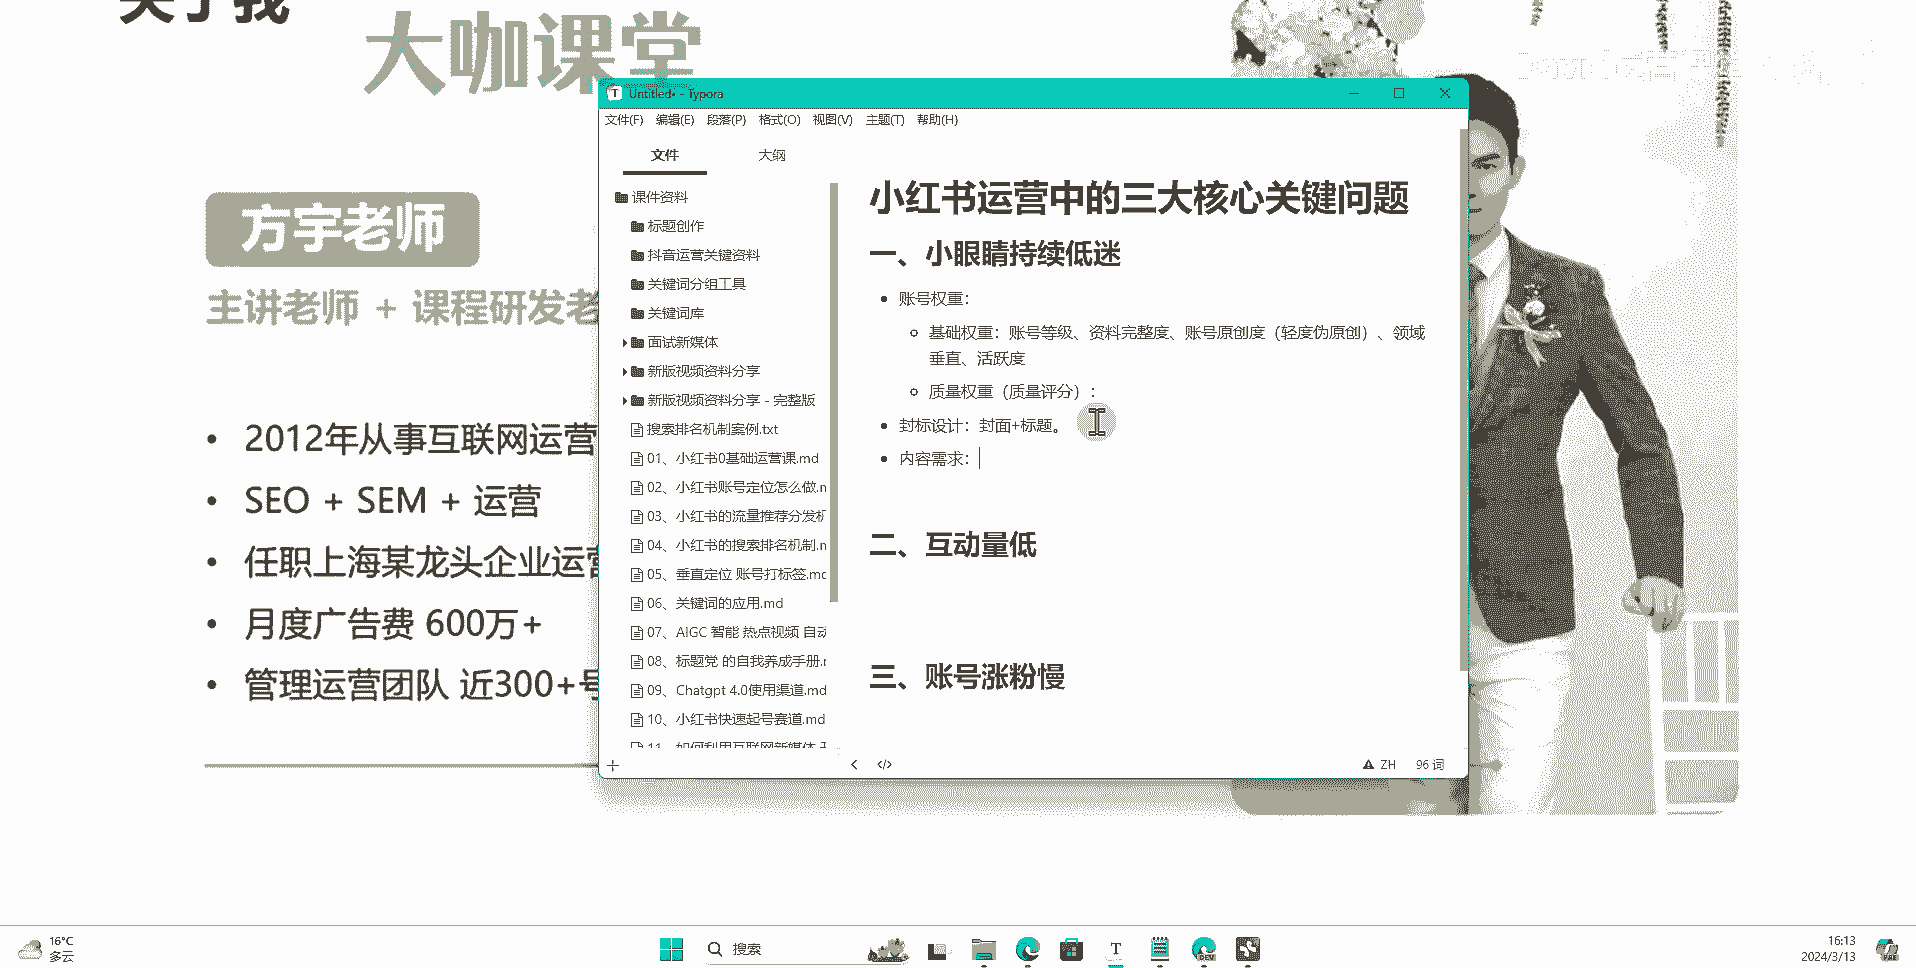 关于我
大咖课堂
方宇老师
主讲老师 + 课程研发老
2012年从事互联网运营
SEO + SEM + 运营
任职上海某龙头企业运营
月度广告费 600万+
管理运营团队 近300+号
Untitled• - Typora
文件(F) 编辑(E) 段落(P) 格式(O) 视图(V) 主题(T) 帮助(H)
文件 大纲
课件资料
标题创作
抖音运营关键资料
关键词分组工具
关键词库
面试新媒体
新版视频资料分享
新版视频资料分享 - 完整版
搜索排名机制案例.txt
01、小红书0基础运营课.md
02、小红书账号定位怎么做.m
03、小红书的流量推荐分发机
04、小红书的搜索排名机制.m
05、垂直定位 账号打标签.md
06、关键词的应用.md
07、AIGC 智能 热点视频 自动
08、标题党 的自我养成手册.m
09、Chatgpt 4.0使用渠道.md
10、小红书快速起号赛道.md
11、如何利用互联网新媒体
小红书运营中的三大核心关键问题
一、小眼睛持续低迷
账号权重：
基础权重：账号等级、资料完整度、账号原创度（轻度伪原创）、领域
垂直、活跃度
质量权重（质量评分）：
封标设计：封面+标题。
内容需求：
二、互动量低
三、账号涨粉慢
ZH 96 词
16°C
多云
搜索
16:13
2024/3/13